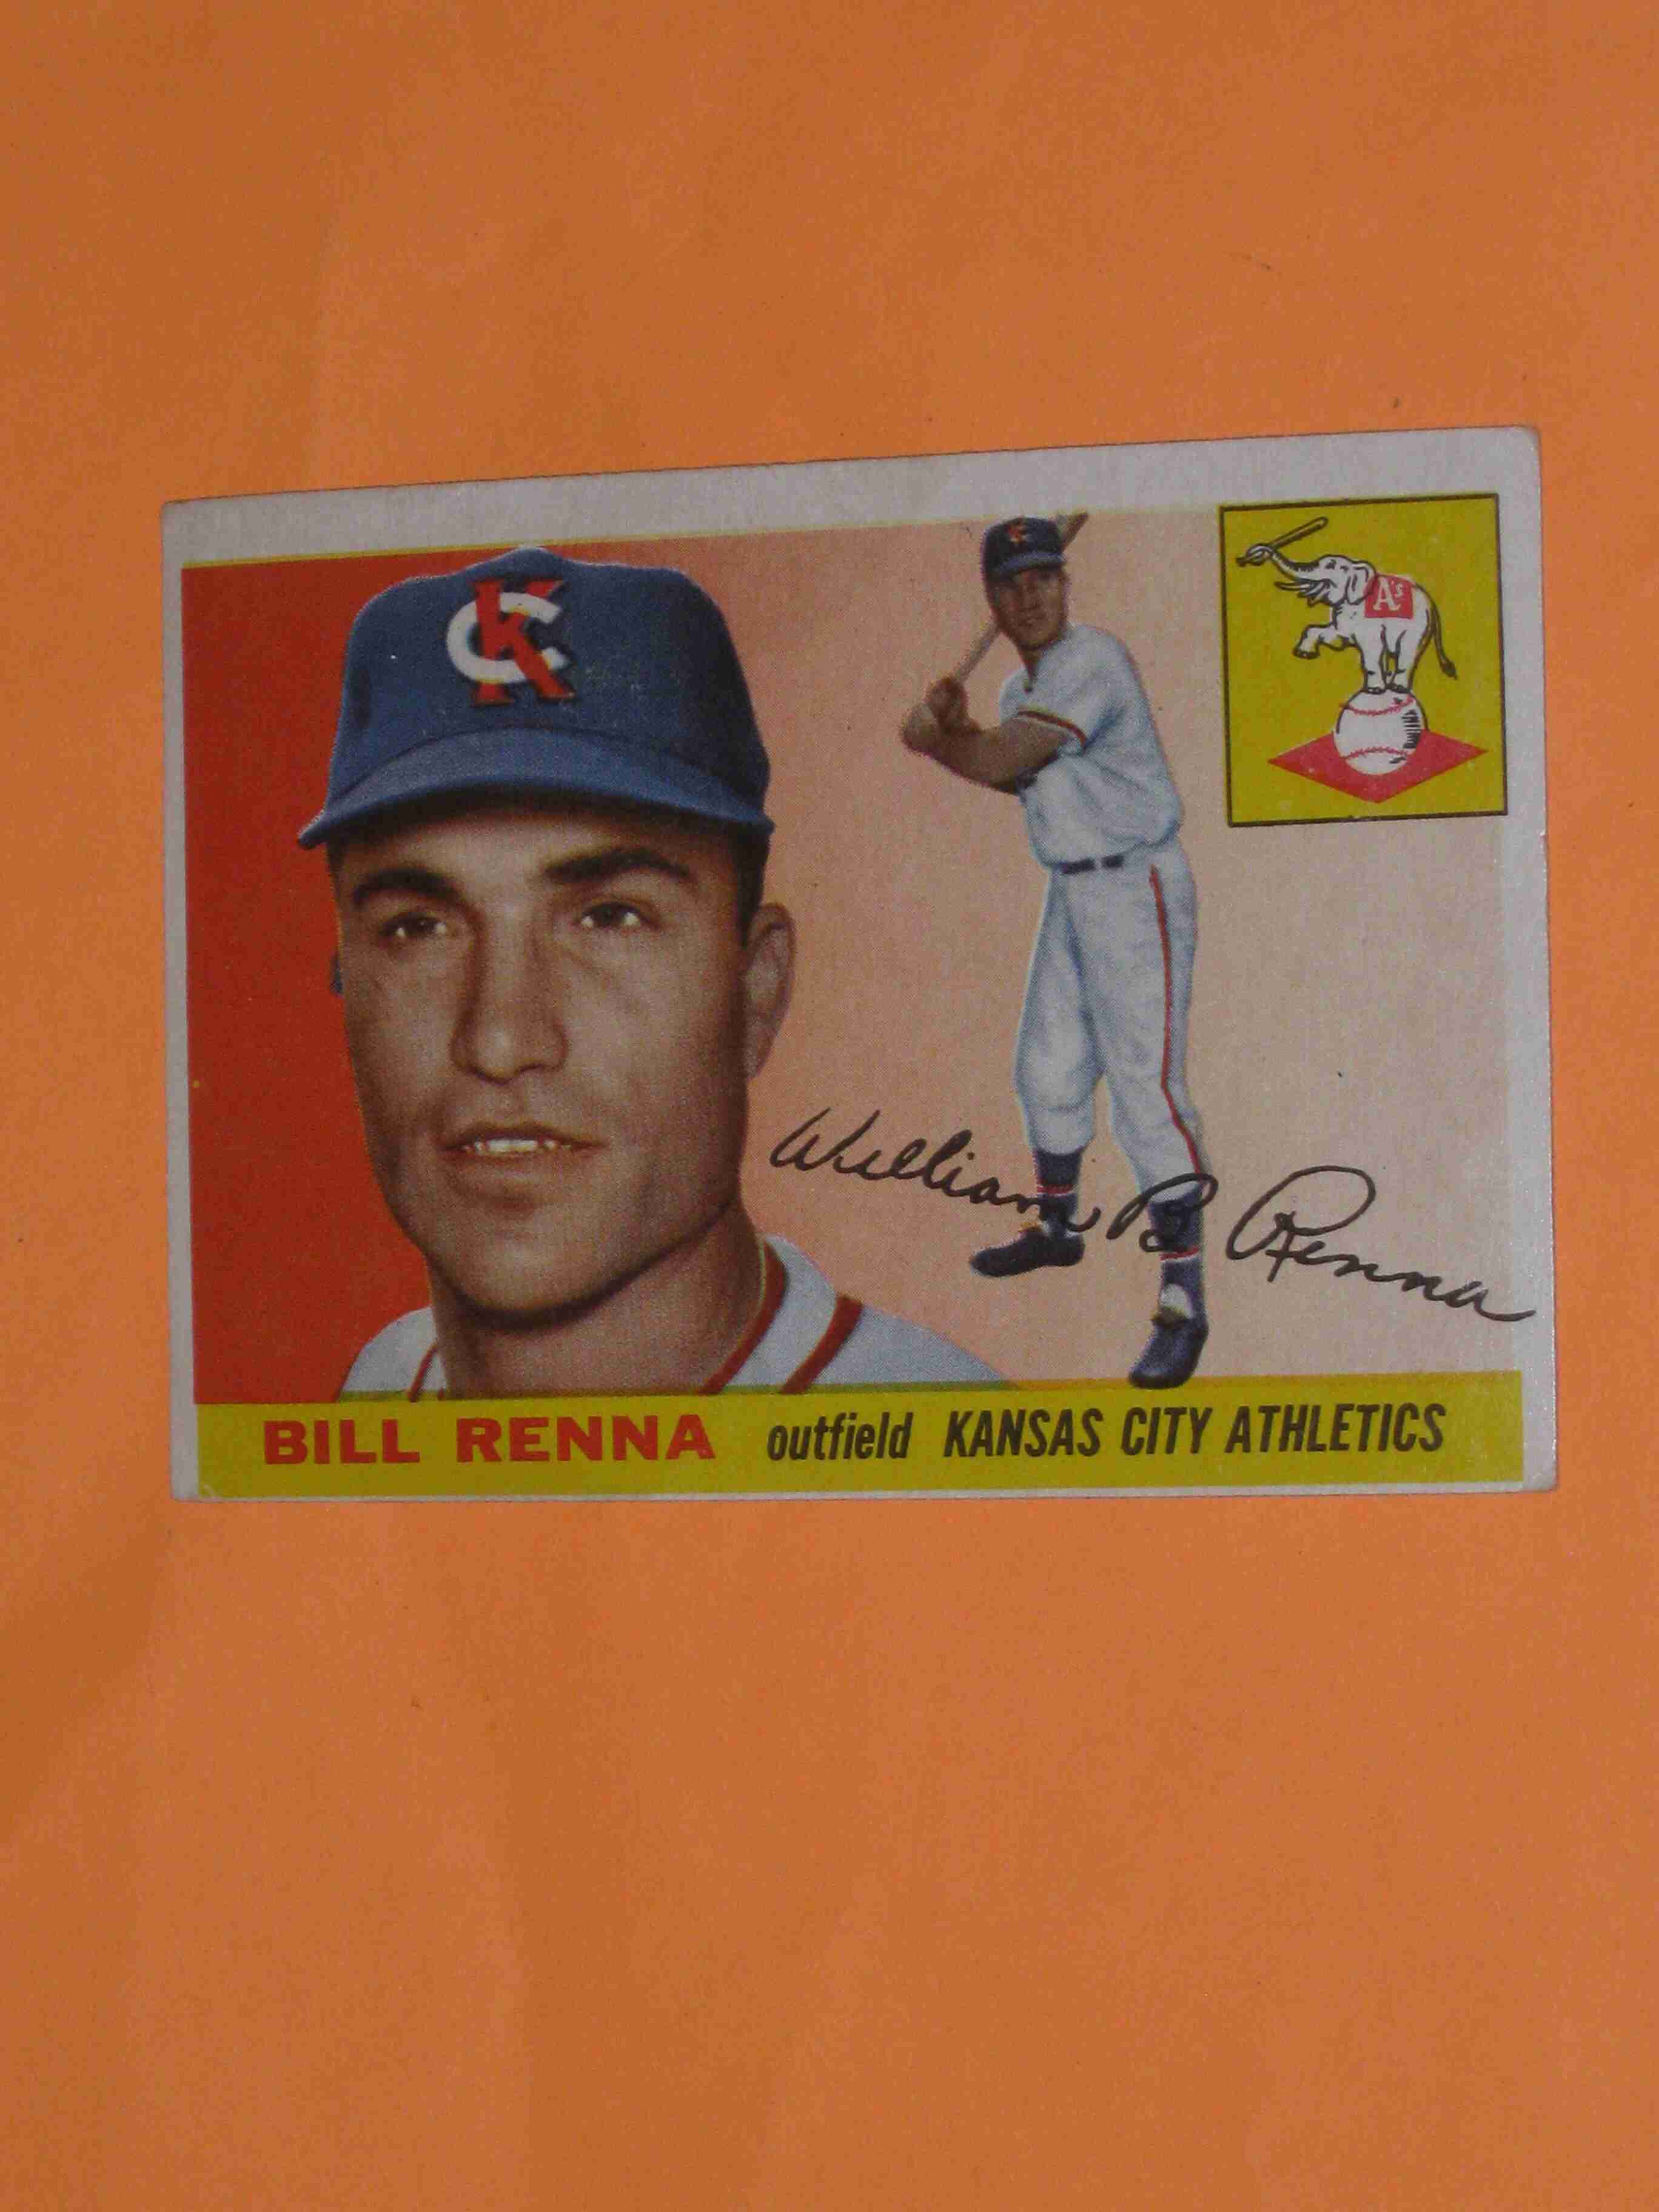 KC
A's
William B Renna
BILL RENNA outfield KANSAS CITY ATHLETICS